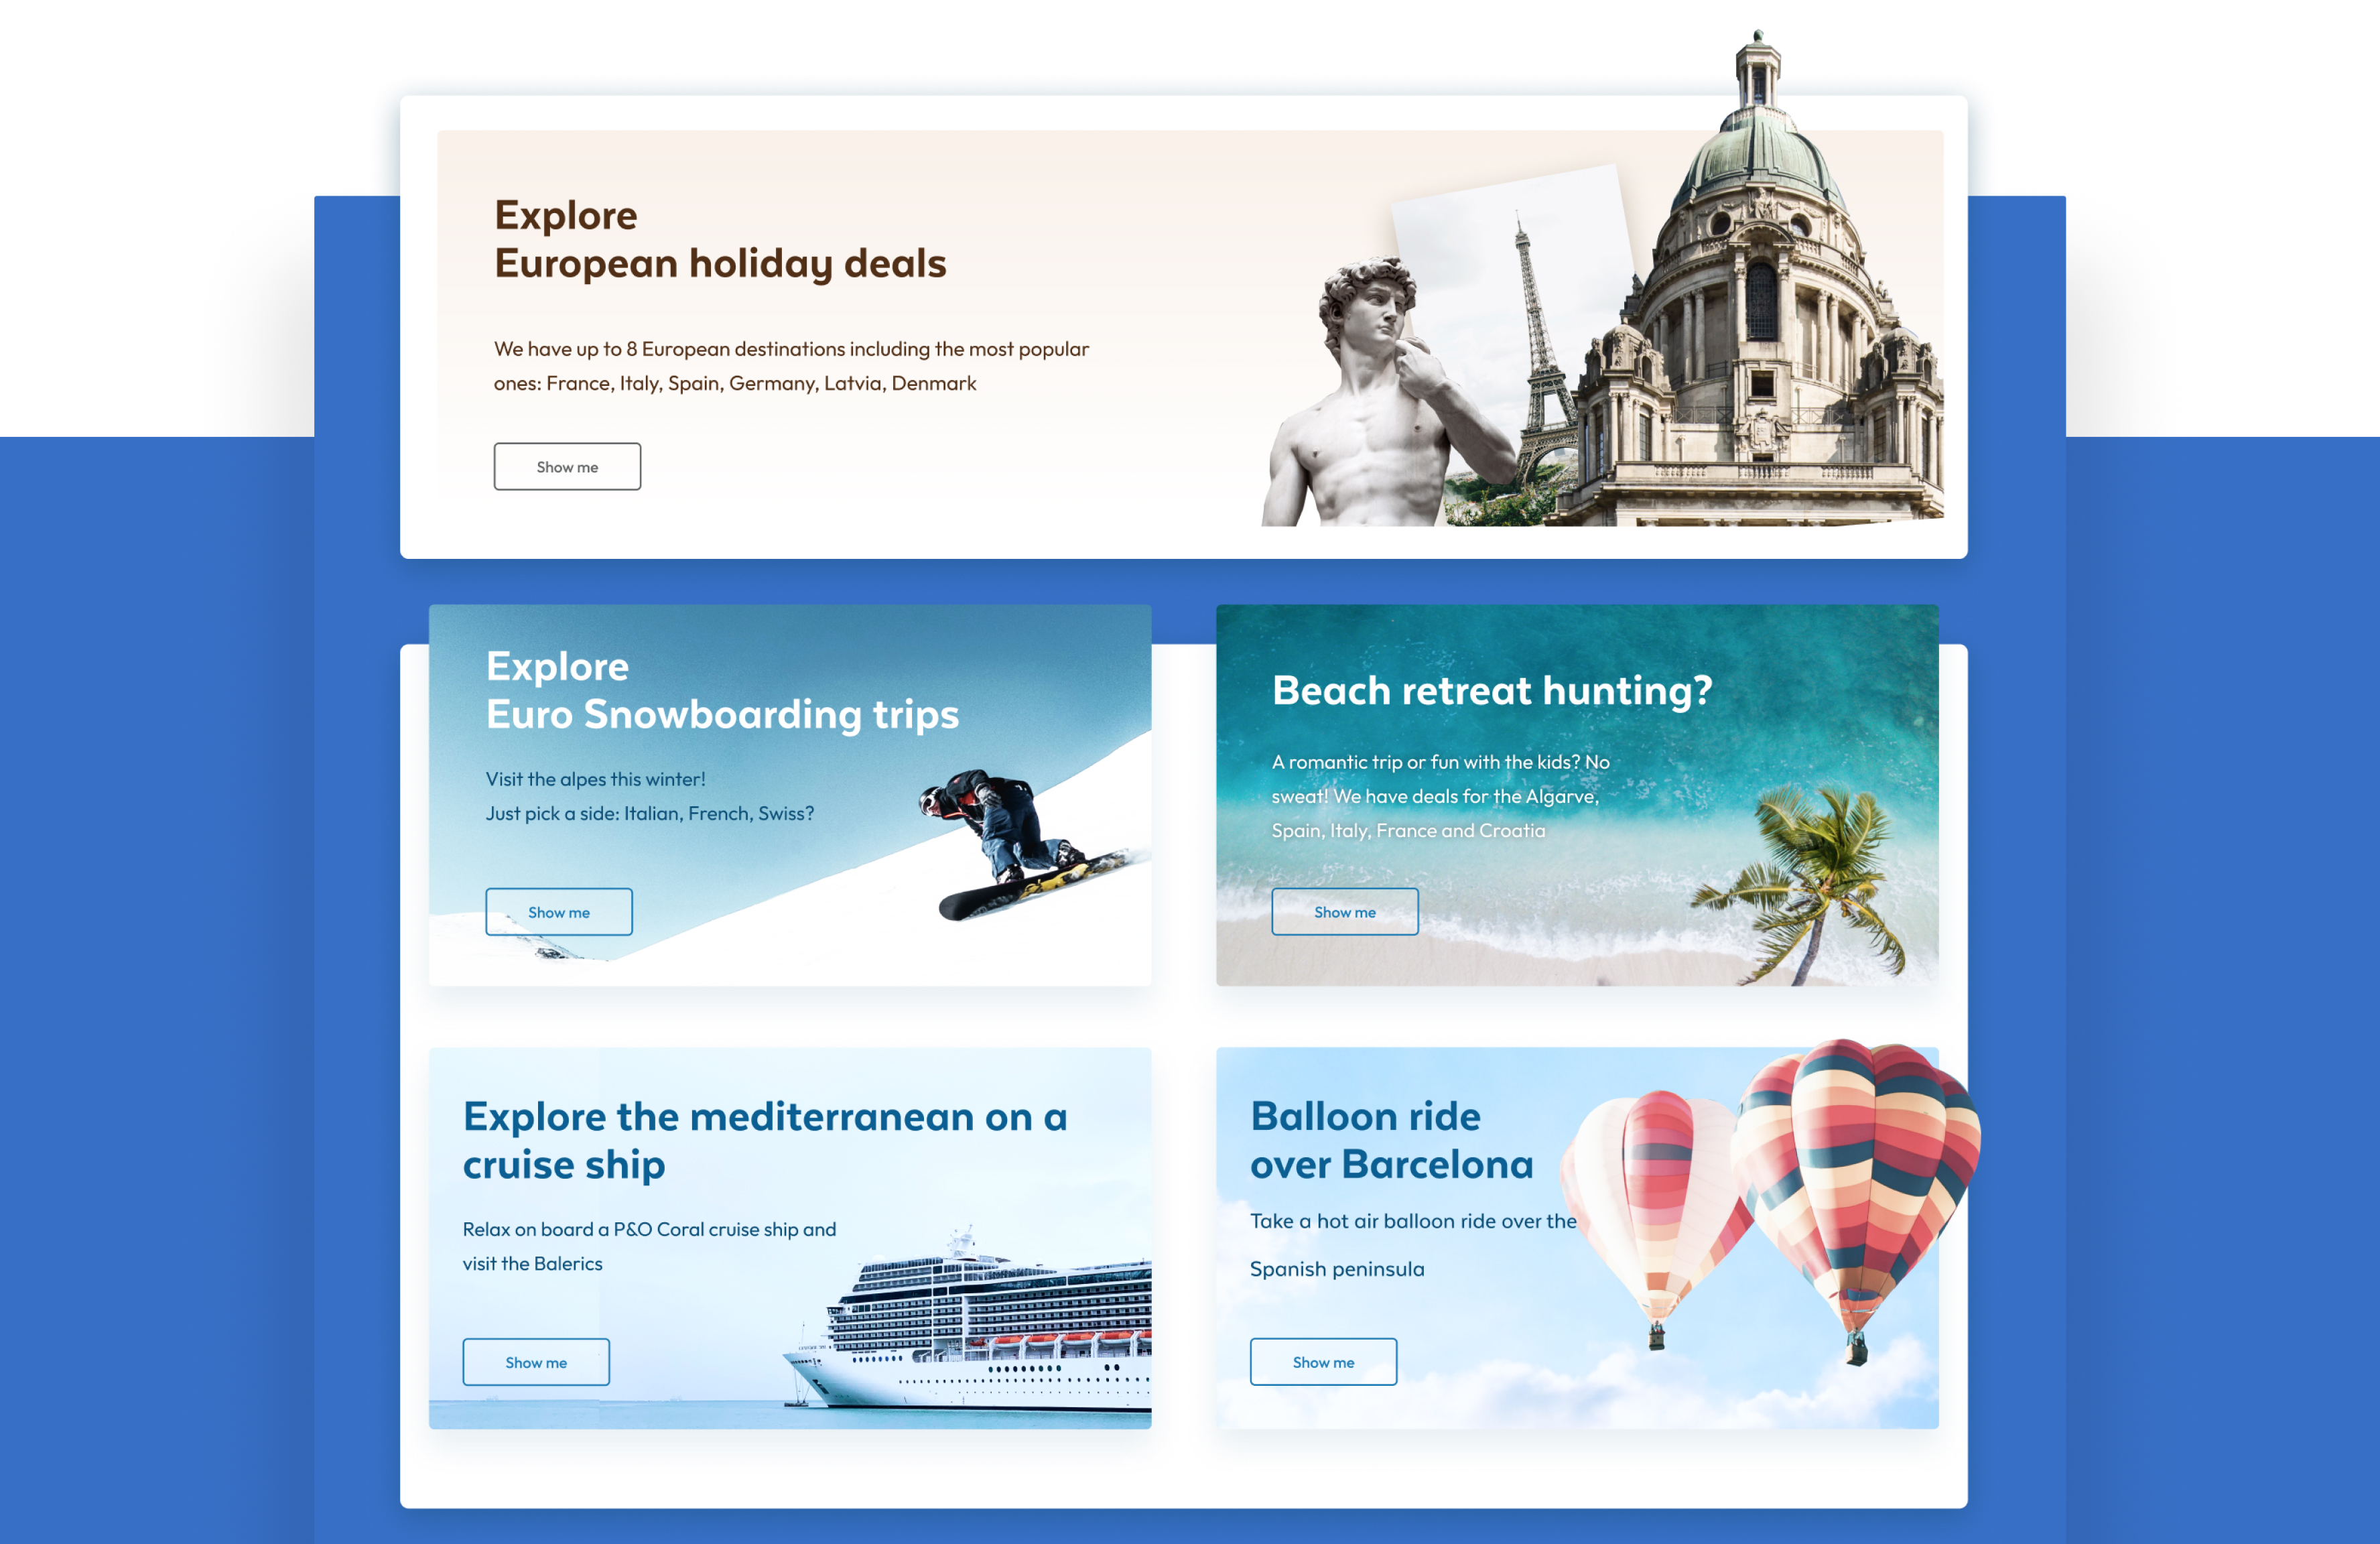 Explore
European holiday deals
We have up to 8 European destinations including the most popular
ones: France, Italy, Spain, Germany, Latvia, Denmark
Show me
Explore
Euro Snowboarding trips
Visit the alpes this winter!
Just pick a side: Italian, French, Swiss?
Show me
Beach retreat hunting?
A romantic trip or fun with the kids? No
sweat! We have deals for the Algarve,
Spain, Italy, France and Croatia
Show me
Explore the mediterranean on a
cruise ship
Relax on board a P&O Coral cruise ship and
visit the Balerics
Show me
Balloon ride
over Barcelona
Take a hot air balloon ride over the
Spanish peninsula
Show me